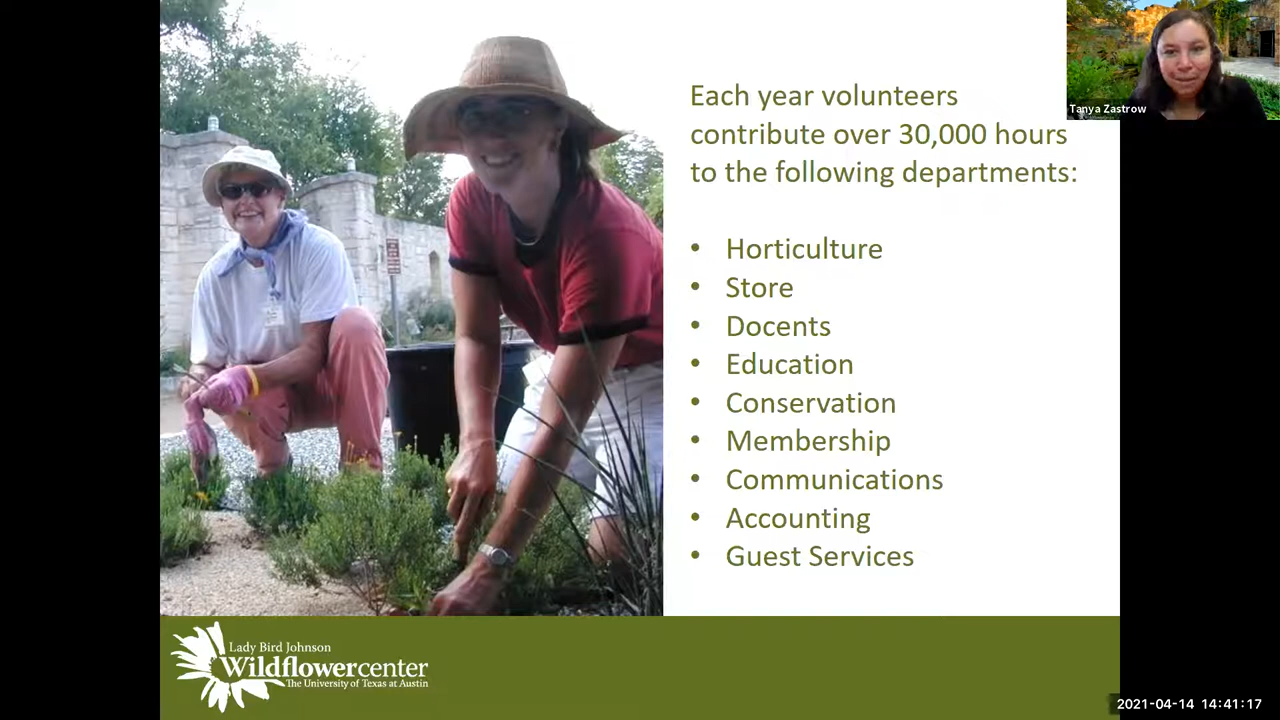 Each year volunteers
contribute over 30,000 hours
to the following departments:
• Horticulture
• Store
• Docents
• Education
• Conservation
• Membership
• Communications
• Accounting
• Guest Services
Tanya Zastrow
Lady Bird Johnson
Wildflowercenter
The University of Texas at Austin
2021-04-14 14:41:17